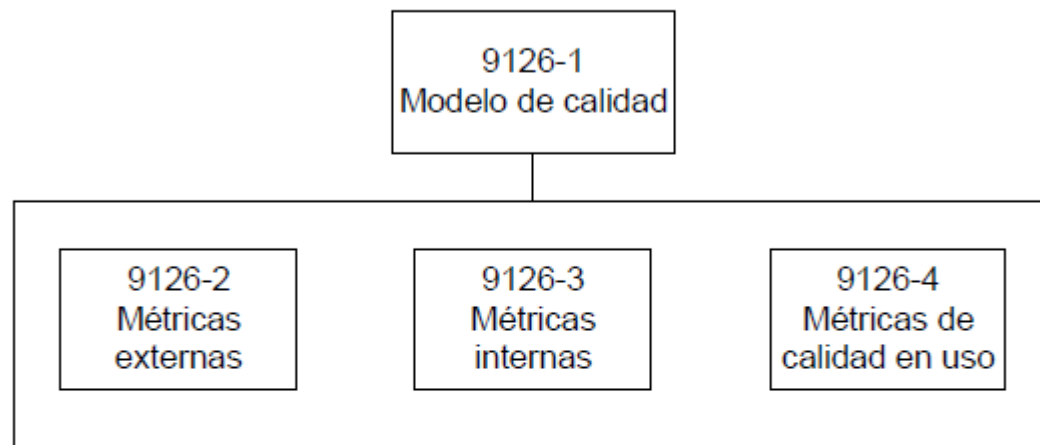 9126-1
Modelo de calidad
9126-2
Métricas
externas
9126-3
Métricas
internas
9126-4
Métricas de
calidad en uso